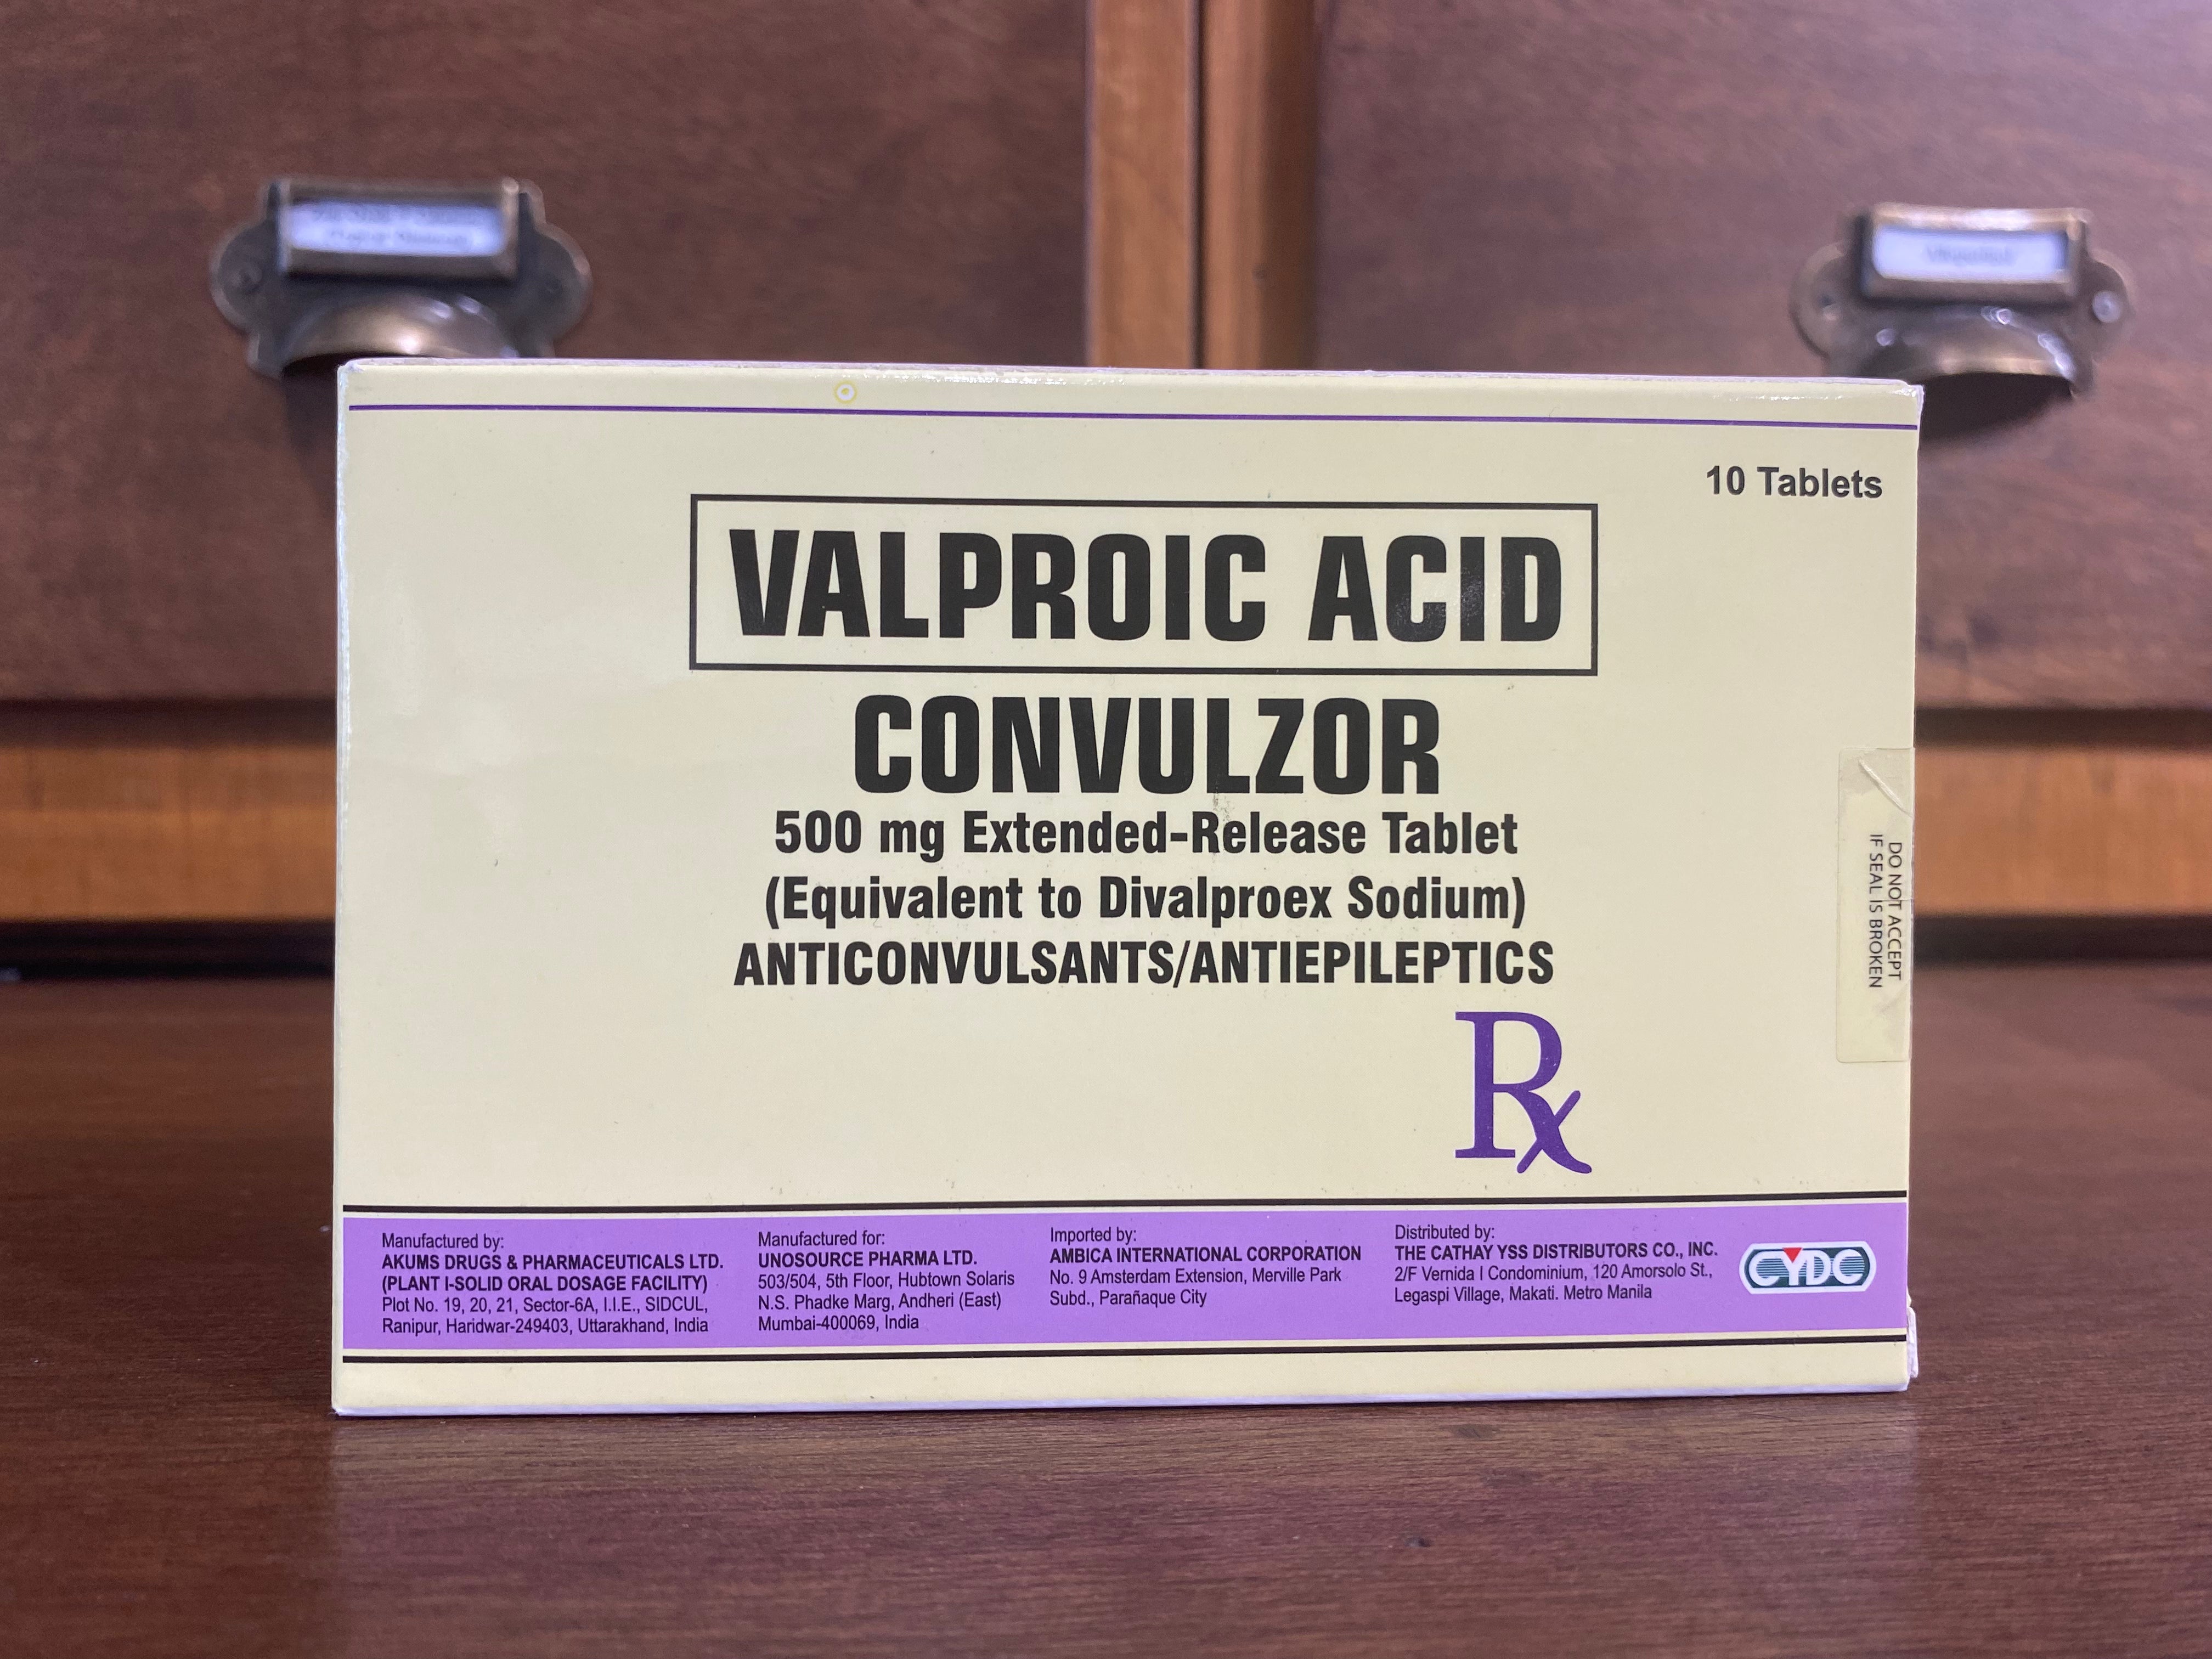 10 Tablets
VALPROIC ACID
CONVULZOR
500 mg Extended-Release Tablet
(Equivalent to Divalproex Sodium)
ANTICONVULSANTS/ANTIEPILEPTICS
Rx
DO NOT ACCEPT
IF SEAL IS BROKEN
Manufactured by:
AKUMS DRUGS & PHARMACEUTICALS LTD.
(PLANT I-SOLID ORAL DOSAGE FACILITY)
Plot No. 19, 20, 21, Sector-6A, I.I.E., SIDCUL,
Ranipur, Haridwar-249403, Uttarakhand, India
Manufactured for:
UNOSOURCE PHARMA LTD.
503/504, 5th Floor, Hubtown Solaris
N.S. Phadke Marg, Andheri (East)
Mumbai-400069, India
Imported by:
AMBICA INTERNATIONAL CORPORATION
No. 9 Amsterdam Extension, Merville Park
Subd., Parañaque City
Distributed by:
THE CATHAY YSS DISTRIBUTORS CO., INC.
2/F Vernida I Condominium, 120 Amorsolo St.,
Legaspi Village, Makati. Metro Manila
CYDC